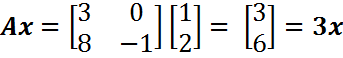 Ax = [3 0; 8 −1] [1; 2] = [3; 6] = 3x